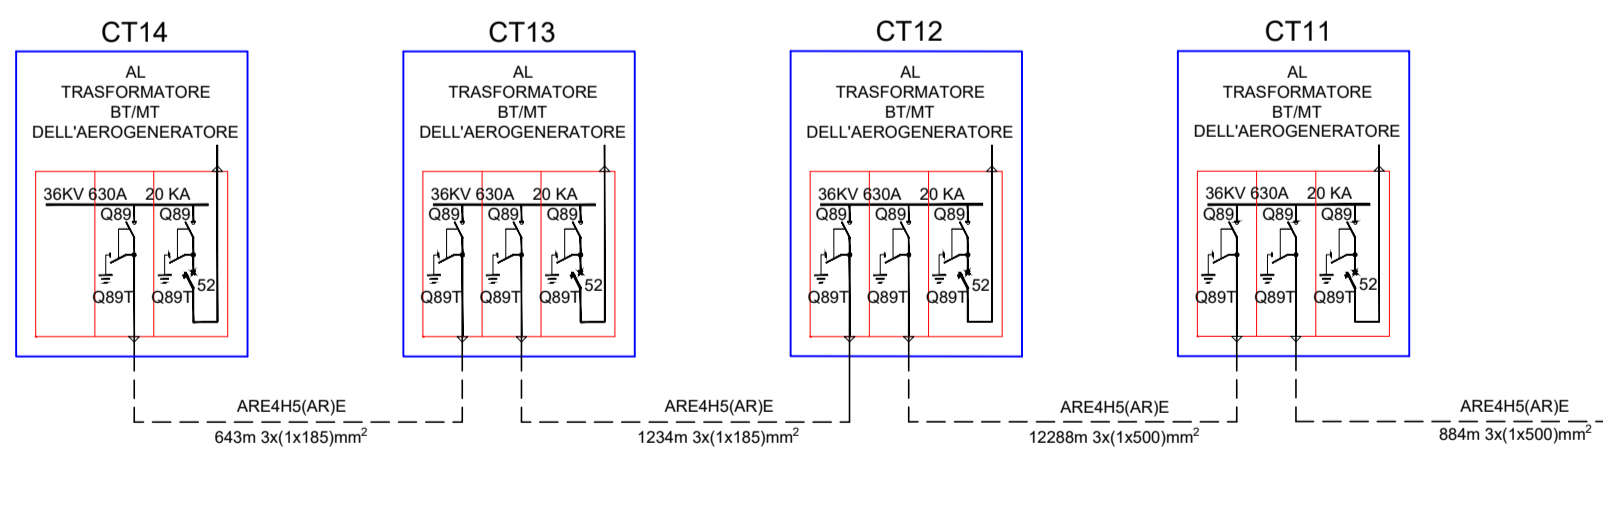 CT14
AL
TRASFORMATORE
BT/MT
DELL'AEROGENERATORE
36KV 630A 20 KA
Q89 Q89
52
Q89T Q89T
CT13
AL
TRASFORMATORE
BT/MT
DELL'AEROGENERATORE
36KV 630A 20 KA
Q89 Q89 Q89
52
Q89T Q89T Q89T
CT12
AL
TRASFORMATORE
BT/MT
DELL'AEROGENERATORE
36KV 630A 20 KA
Q89 Q89 Q89
52
Q89T Q89T Q89T
CT11
AL
TRASFORMATORE
BT/MT
DELL'AEROGENERATORE
36KV 630A 20 KA
Q89 Q89 Q89
52
Q89T Q89T Q89T
ARE4H5(AR)E
643m 3x(1x185)mm²
ARE4H5(AR)E
1234m 3x(1x185)mm²
ARE4H5(AR)E
12288m 3x(1x500)mm²
ARE4H5(AR)E
884m 3x(1x500)mm²